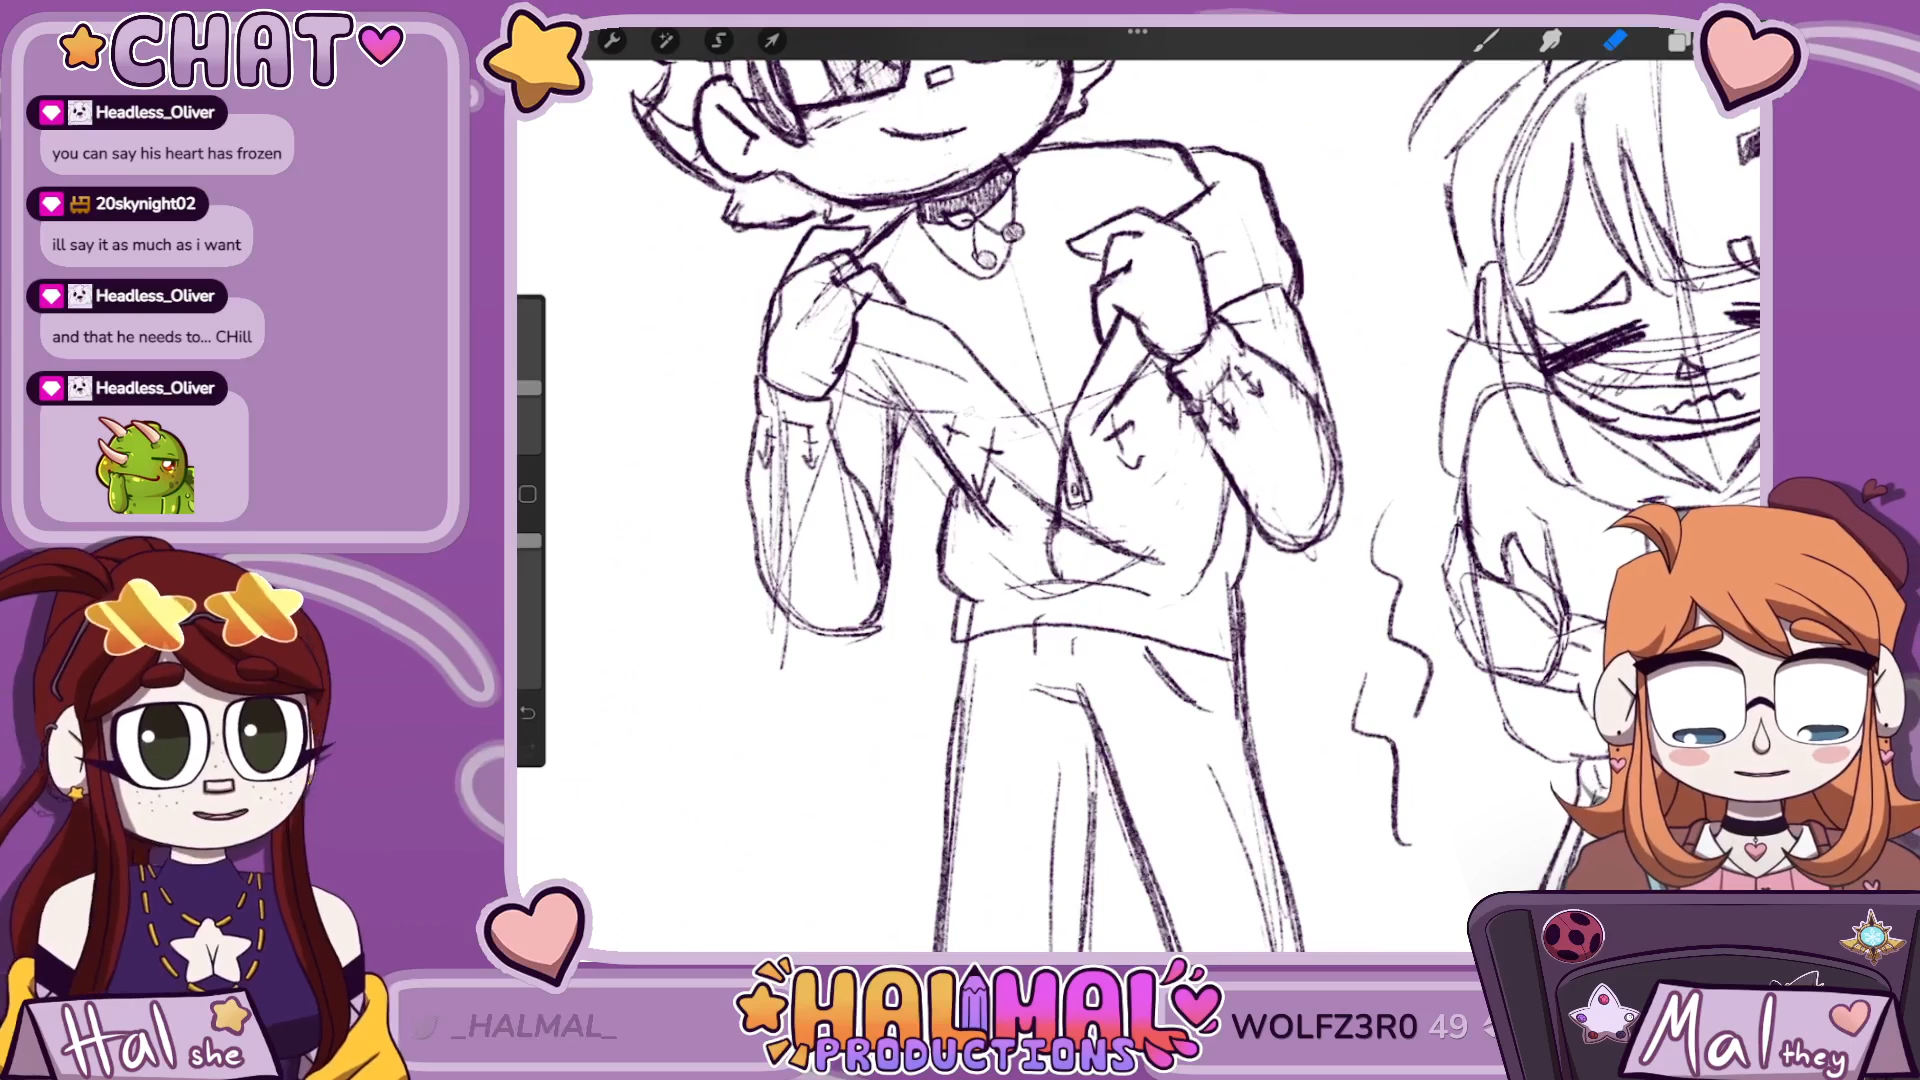 CHAT
Headless_Oliver
you can say his heart has frozen
20skynight02
ill say it as much as i want
Headless_Oliver
and that he needs to... CHill
Headless_Oliver
Hal she
_HALMAL_
HALMAL
PRODUCTIONS
WOLFZ3R0 49
Mal they